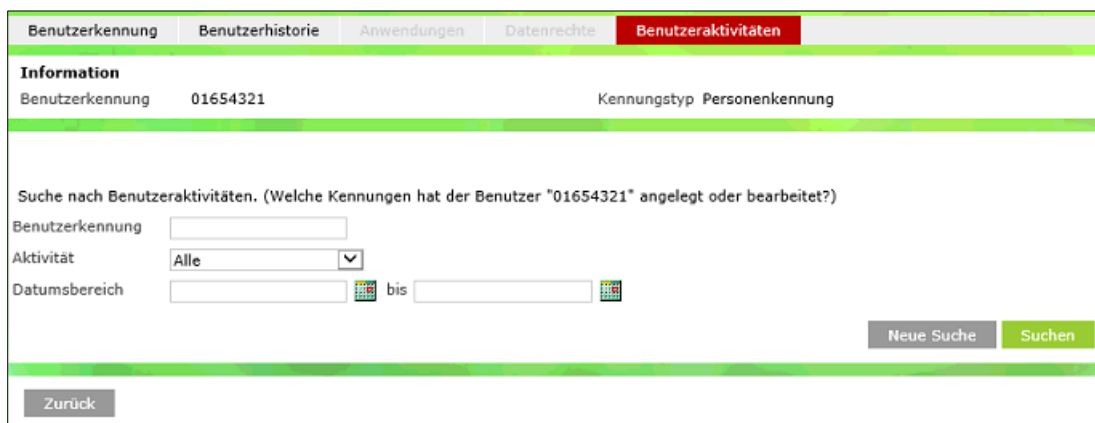 Benutzerkennung Benutzerhistorie Anwendungen Datenrechte Benutzeraktivitäten
Information
Benutzerkennung 01654321 Kennungstyp Personenkennung
Suche nach Benutzeraktivitäten. (Welche Kennungen hat der Benutzer "01654321" angelegt oder bearbeitet?)
Benutzerkennung
Aktivität Alle
Datumsbereich bis
Neue Suche Suchen
Zurück